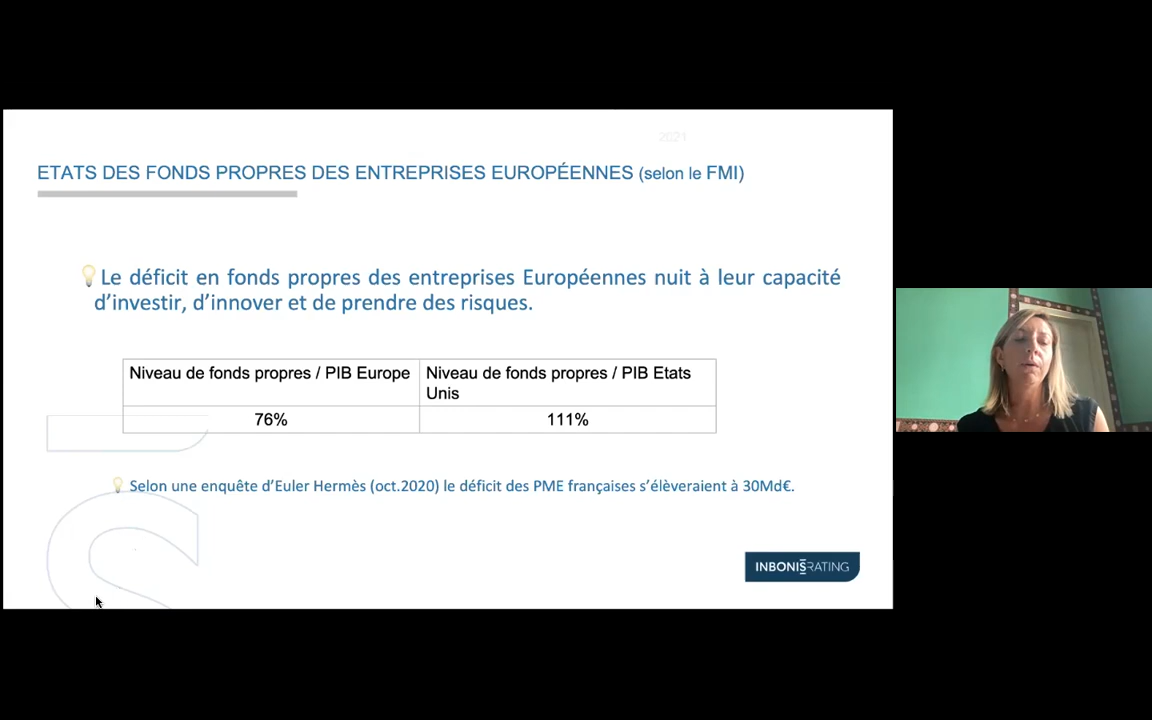 2021
ETATS DES FONDS PROPRES DES ENTREPRISES EUROPÉENNES (selon le FMI)
Le déficit en fonds propres des entreprises Européennes nuit à leur capacité
d’investir, d’innover et de prendre des risques.
Niveau de fonds propres / PIB Europe
Niveau de fonds propres / PIB Etats
Unis
76%
111%
Selon une enquête d’Euler Hermès (oct.2020) le déficit des PME françaises s’élèveraient à 30Md€.
INBONIS RATING